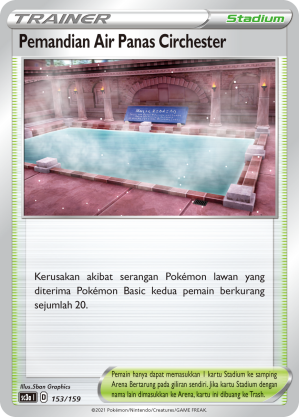 TRAINER
Stadium
Pemandian Air Panas Circhester
Kerusakan akibat serangan Pokémon lawan yang
diterima Pokémon Basic kedua pemain berkurang
sejumlah 20.
Illus.5ban Graphics
sc3a I D 153/159
Pemain hanya dapat memasukkan 1 kartu Stadium ke samping
Arena Bertarung pada giliran sendiri. Jika kartu Stadium dengan
nama lain dimasukkan ke Arena, kartu ini dibuang ke Trash.
©2021 Pokémon/Nintendo/Creatures/GAME FREAK.